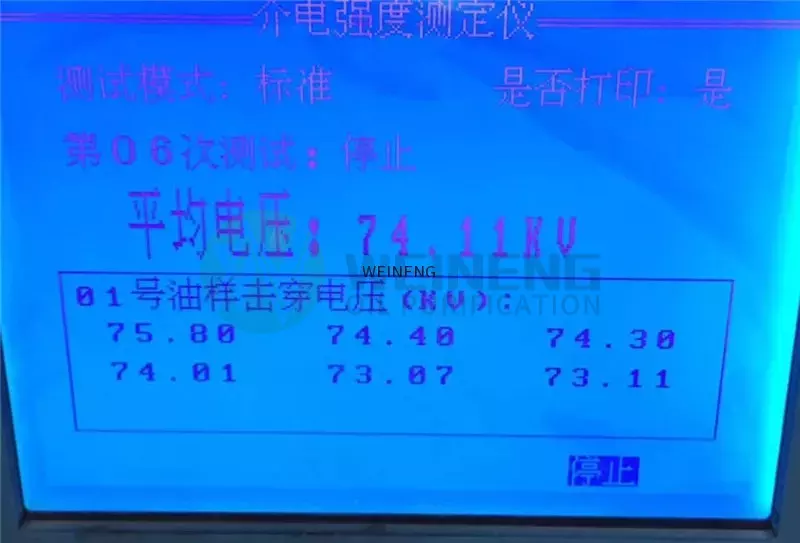 介电强度测定仪
测试模式：标准 是否打印：是
第06次测试：停止
平均电压：74.11KV
WEINENG
WEINENG
OIL PURIFICATION
01号油样击穿电压(KV)：
75.80 74.40 74.30
74.01 73.07 73.11
停止